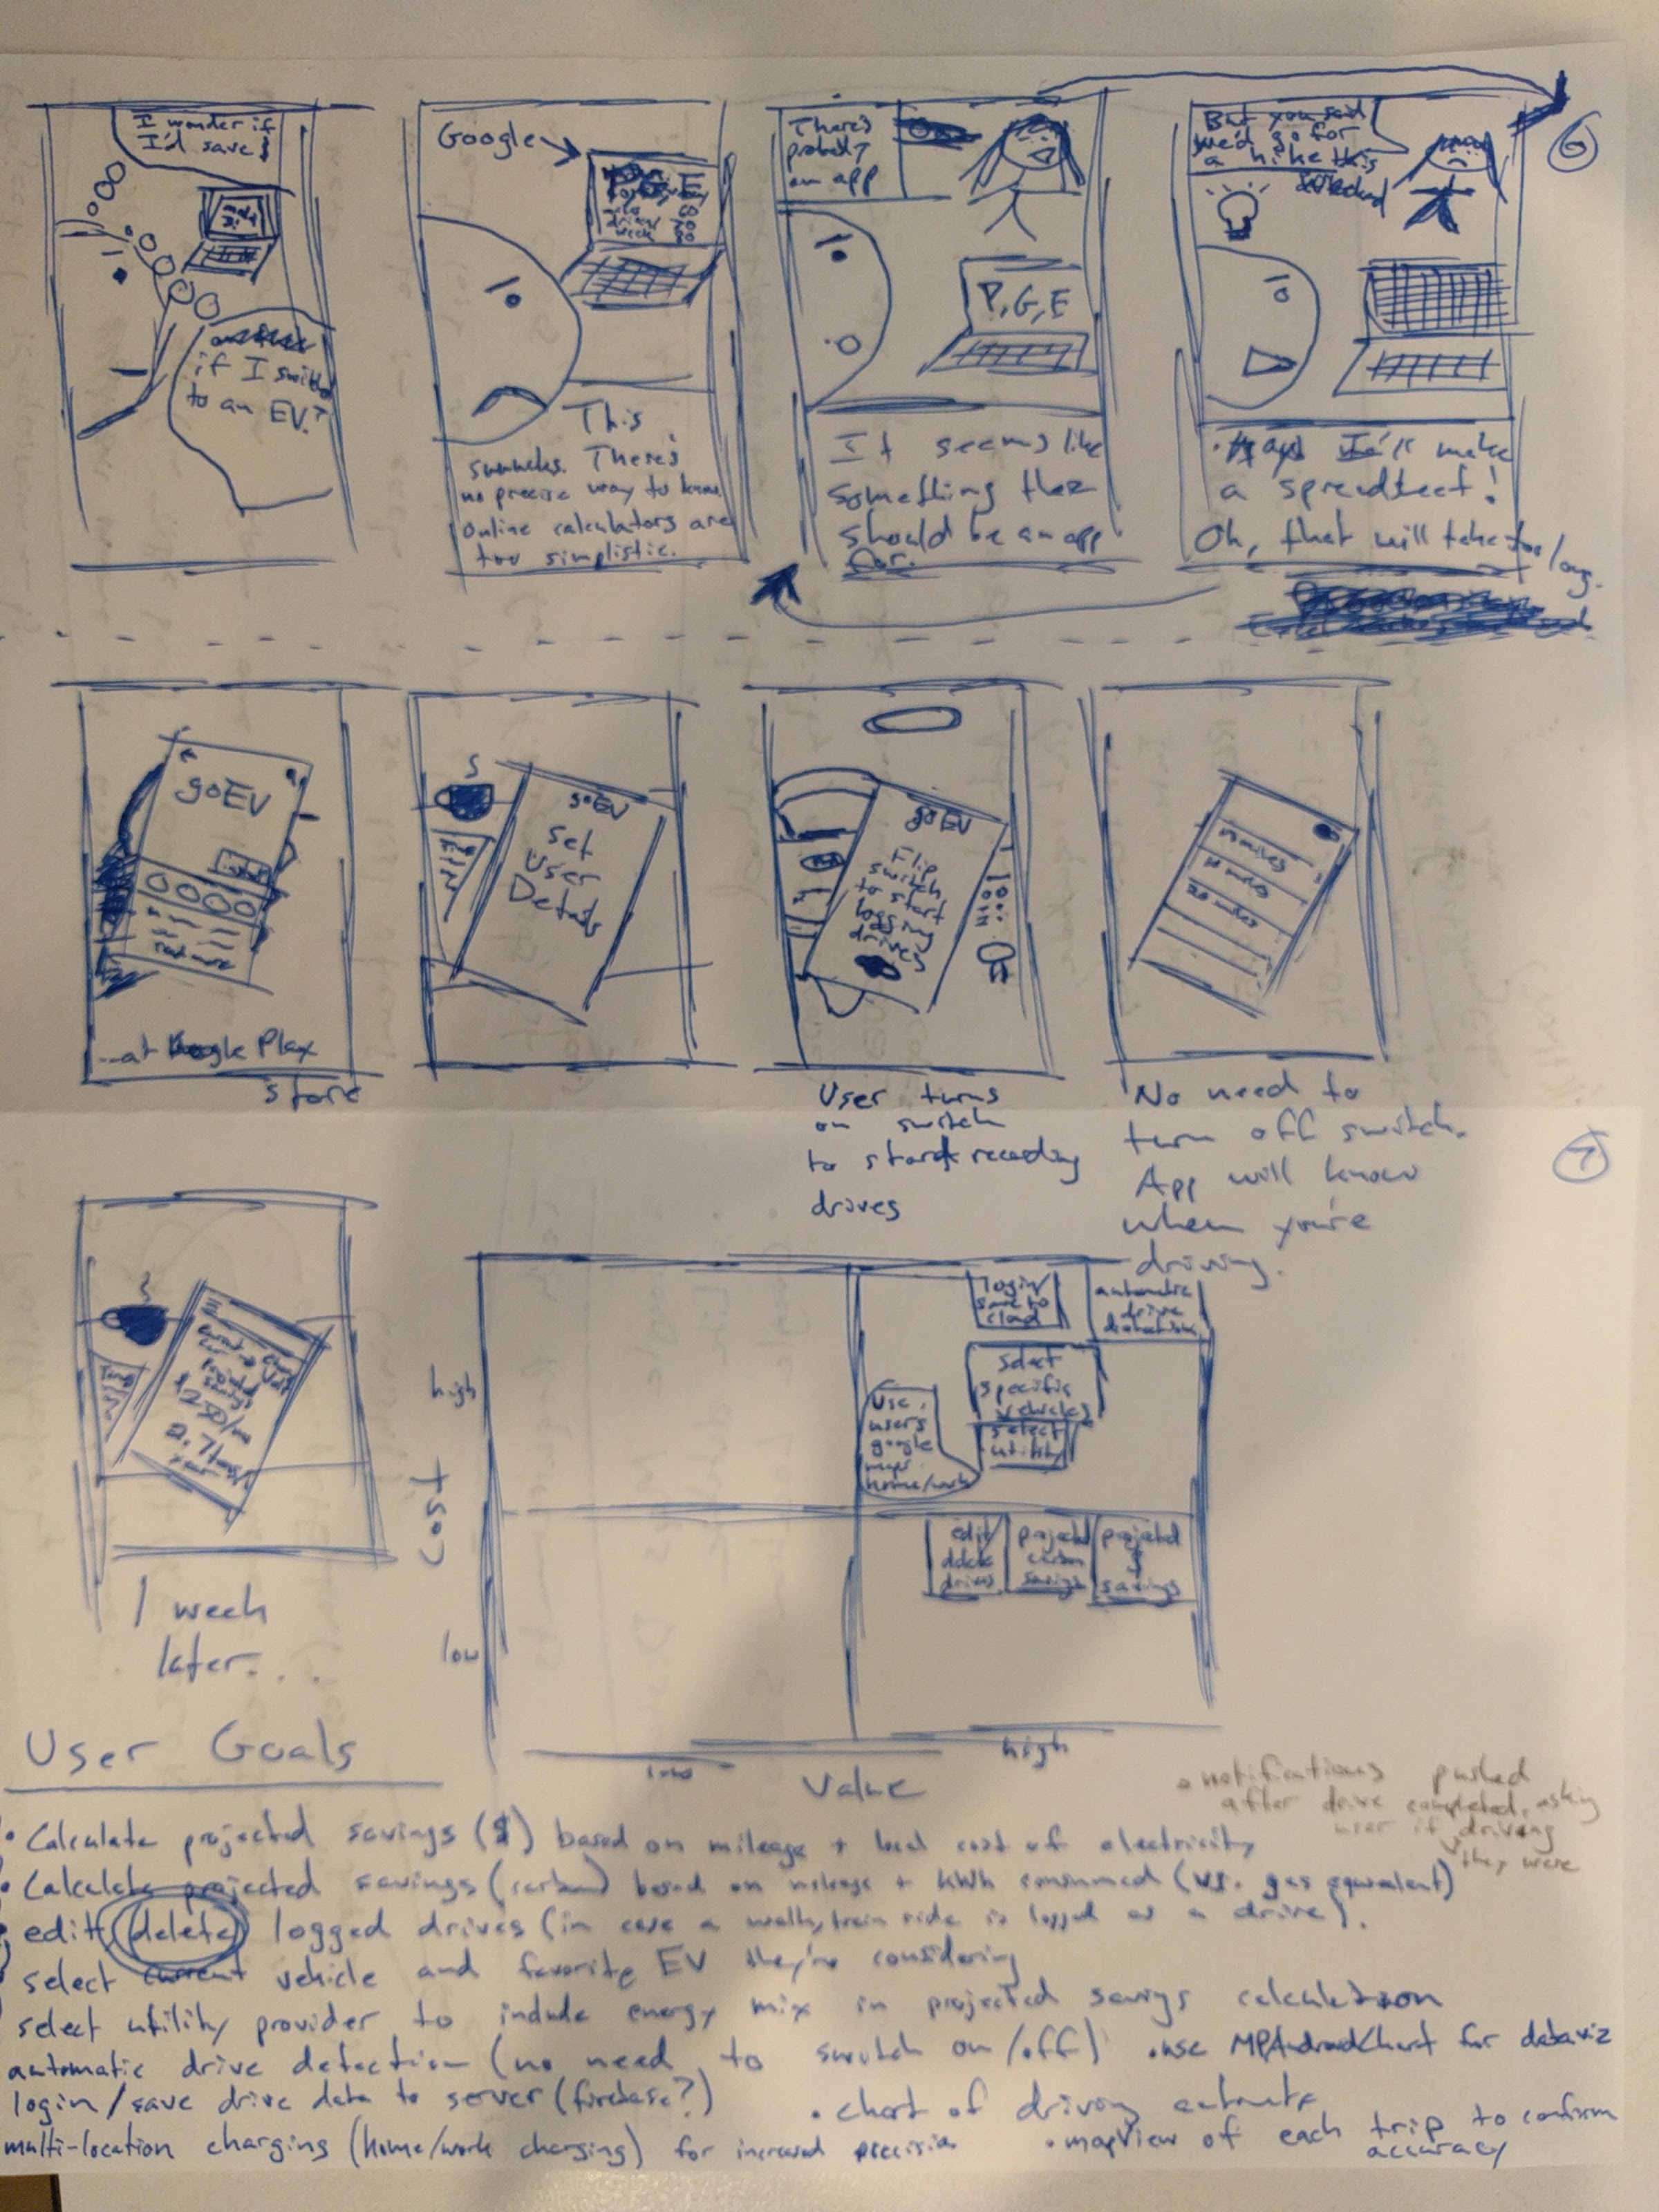 I wonder if
I'd save $
if I switch
to an EV?
Google
This
There's
no precise way to know.
Online calculators are
too simplistic.
There's
probably
an app
P, G, E
It seems like
something there
should be an app
for.
But you said
we'd go for
a hike this
weekend
I'll make
a spreadsheet!
Oh, that will take too long.
6
goEV
read more
...at Google Play
store
goEV
Set
User
Details
goEV
Flip
switch
to start
logging
drives
User turns
on switch
to start recording
drives
miles
miles
20 miles
No need to
turn off switch.
App will know
when you're
driving.
7
projected
savings
1 week
later...
Cost
high
low
Value
low
high
login/
save to
cloud
automatic
drive
detection
select
specific
vehicles
select
utility
use
users
google
maps
home/work
edit/
delete
drives
projected
carbon
savings
projected
$
savings
User Goals
• notifications pushed
after drive completed, asking
user if they were driving
• Calculate projected savings ($) based on mileage + local cost of electricity
• Calculate projected savings (carbon) based on mileage + kWh consumed (vs. gas equivalent)
edit/delete logged drives (in case a walk, train ride is logged as a drive).
select current vehicle and favorite EV they're considering
select utility provider to include energy mix in projected savings calculation
automatic drive detection (no need to switch on/off)
• use MPAndroidChart for dataviz
login/save drive data to server (firebase?)
• chart of driving
multi-location charging (home/work charging) for increased precision
• mapview of each trip to confirm
accuracy